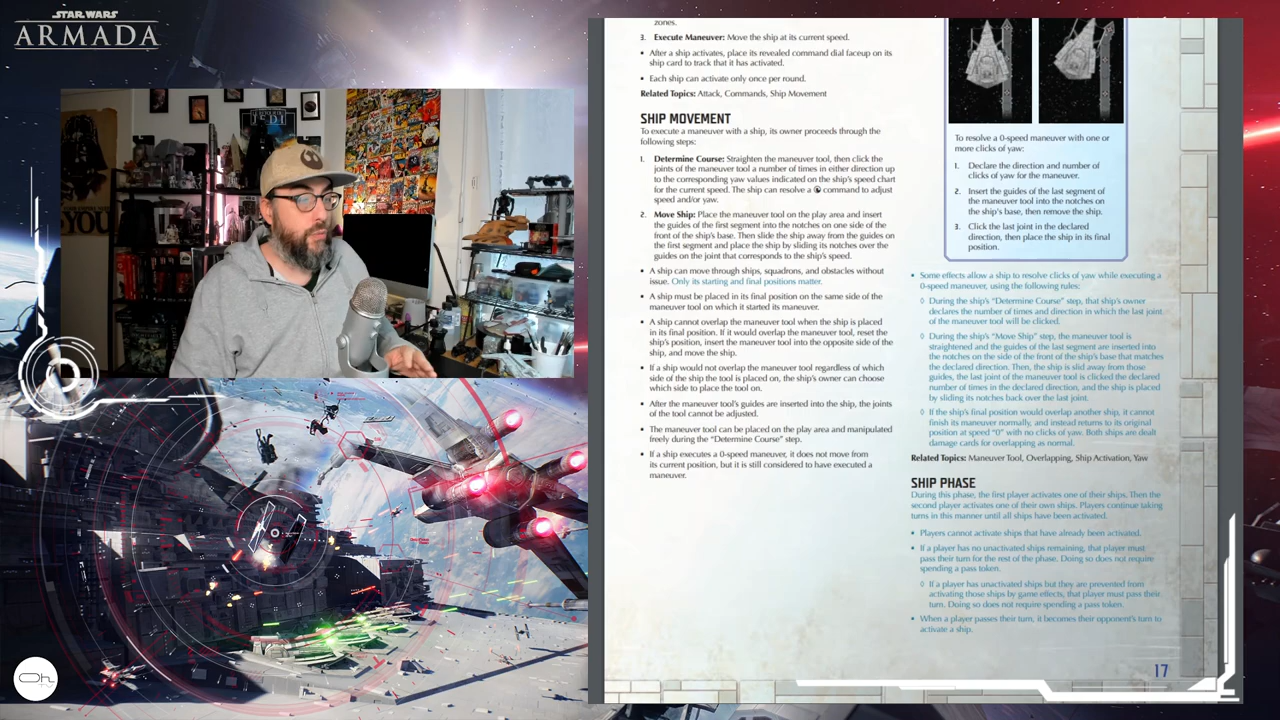 STAR WARS
ARMADA
zones.
3. Execute Maneuver: Move the ship at its current speed.
• After a ship activates, place its revealed command dial faceup on its
ship card to track that it has activated.
• Each ship can activate only once per round.
Related Topics: Attack, Commands, Ship Movement
SHIP MOVEMENT
To execute a maneuver with a ship, its owner proceeds through the
following steps:
1. Determine Course: Straighten the maneuver tool, then click the
joints of the maneuver tool a number of times in either direction up
to the corresponding yaw values indicated on the ship's speed chart
for the current speed. The ship can resolve a command to adjust
speed and/or yaw.
2. Move Ship: Place the maneuver tool on the play area and insert
the guides of the first segment into the notches on one side of the
front of the ship's base. Then slide the ship away from the guides on
the first segment and place the ship by sliding its notches over the
guides on the joint that corresponds to the ship's speed.
• A ship can move through ships, squadrons, and obstacles without
issue. Only its starting and final positions matter.
• A ship must be placed in its final position on the same side of the
maneuver tool on which it started its maneuver.
• A ship cannot overlap the maneuver tool when the ship is placed
in its final position. If it would overlap the maneuver tool, reset the
ship's position, insert the maneuver tool into the opposite side of the
ship, and move the ship.
• If a ship would not overlap the maneuver tool regardless of which
side of the ship the tool is placed on, the ship's owner can choose
which side to place the tool on.
• After the maneuver tool's guides are inserted into the ship, the joints
of the tool cannot be adjusted.
• The maneuver tool can be placed on the play area and manipulated
freely during the "Determine Course" step.
• If a ship executes a 0-speed maneuver, it does not move from
its current position, but it is still considered to have executed a
maneuver.
To resolve a 0-speed maneuver with one or
more clicks of yaw:
1. Declare the direction and number of
clicks of yaw for the maneuver.
2. Insert the guides of the last segment of
the maneuver tool into the notches on
the ship's base, then remove the ship.
3. Click the last joint in the declared
direction, then place the ship in its final
position.
• Some effects allow a ship to resolve clicks of yaw while executing a
0-speed maneuver, using the following rules:
◊ During the ship's "Determine Course" step, that ship's owner
declares the number of times and direction in which the last joint
of the maneuver tool will be clicked.
◊ During the ship's "Move Ship" step, the maneuver tool is
straightened and the guides of the last segment are inserted into
the notches on the side of the front of the ship's base that matches
the declared direction. Then, the ship is slid away from those
guides, the last joint of the maneuver tool is clicked the declared
number of times in the declared direction, and the ship is placed
by sliding its notches back over the last joint.
◊ If the ship's final position would overlap another ship, it cannot
finish its maneuver normally, and instead returns to its original
position at speed "0" with no clicks of yaw. Both ships are dealt
damage cards for overlapping as normal.
Related Topics: Maneuver Tool, Overlapping, Ship Activation, Yaw
SHIP PHASE
During this phase, the first player activates one of their ships. Then the
second player activates one of their own ships. Players continue taking
turns in this manner until all ships have been activated.
• Players cannot activate ships that have already been activated.
• If a player has no unactivated ships remaining, that player must
pass their turn for the rest of the phase. Doing so does not require
spending a pass token.
◊ If a player has unactivated ships but they are prevented from
activating those ships by game effects, that player must pass their
turn. Doing so does not require spending a pass token.
• When a player passes their turn, it becomes their opponent's turn to
activate a ship.
17